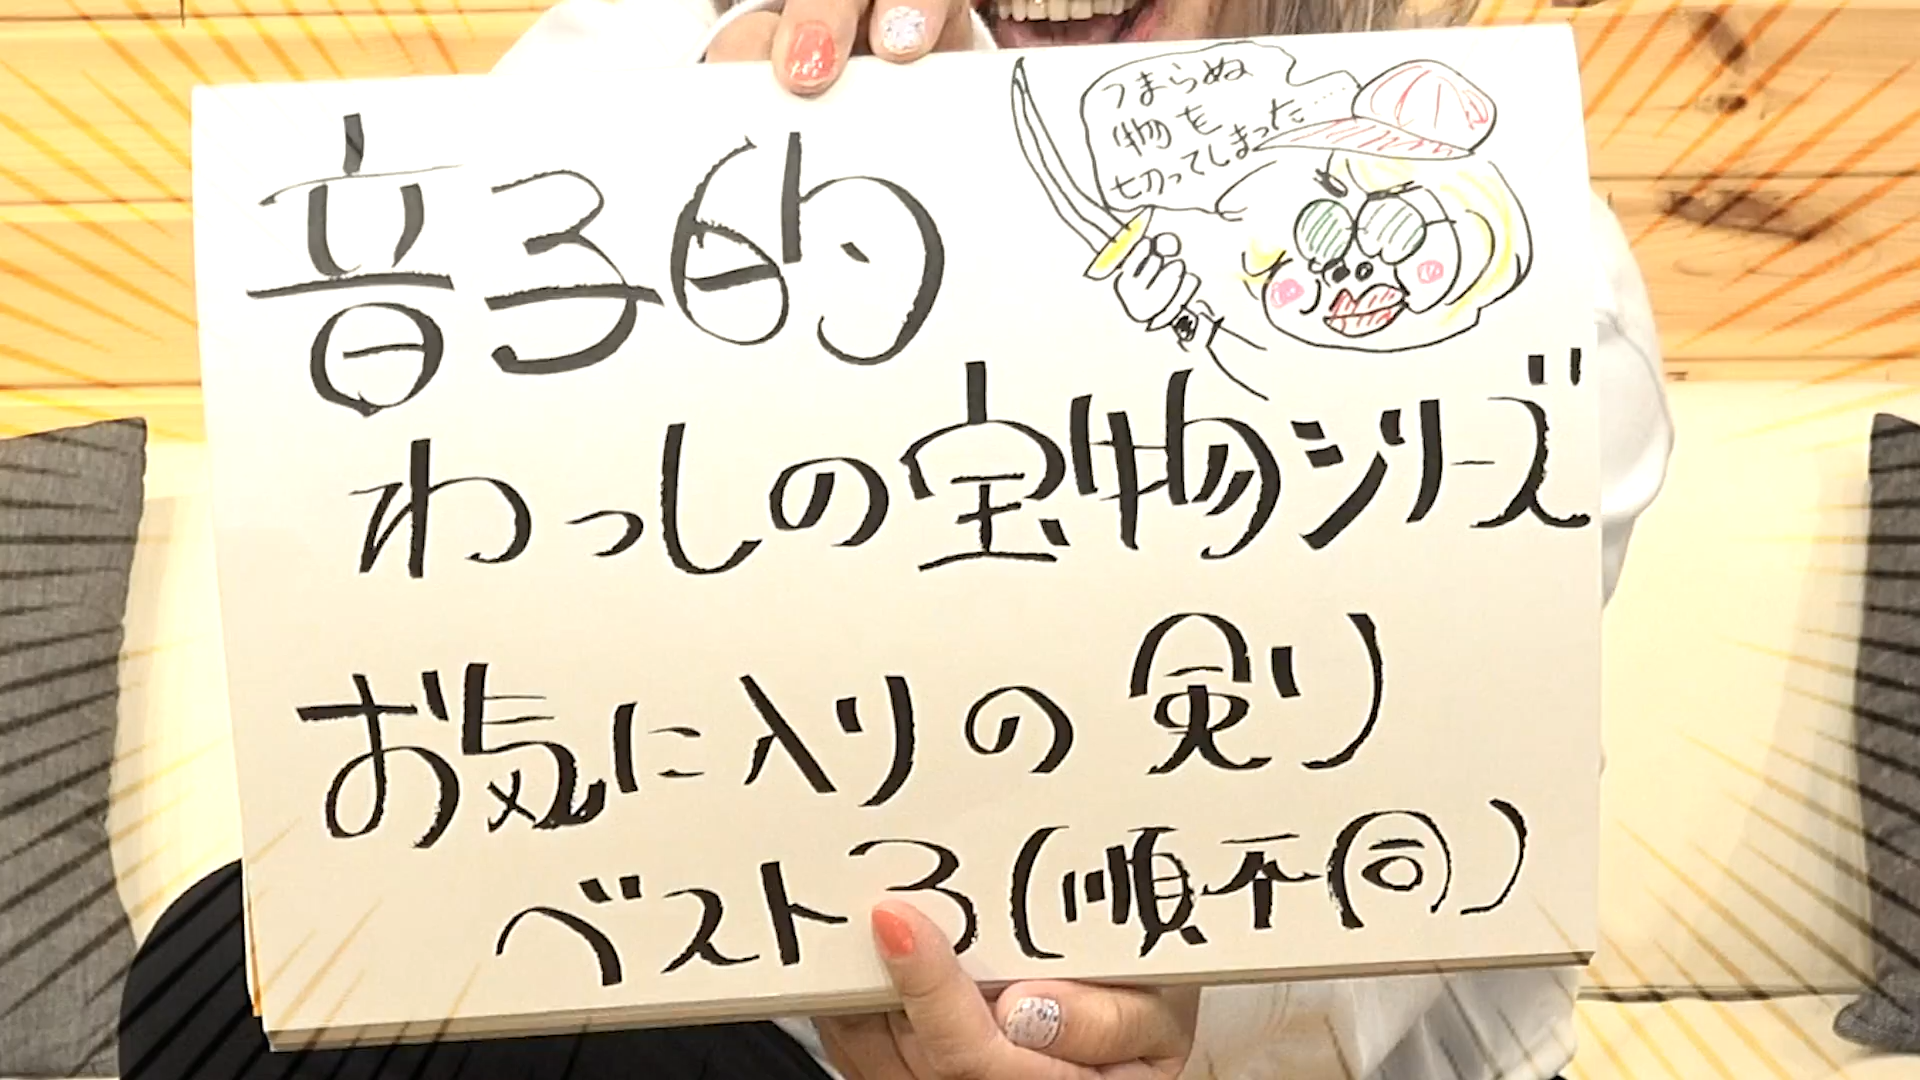 音子的
つまらぬ
物を
切ってしまった……
わっしの宝物シリーズ
お気に入りの剣
ベスト3(順不同)